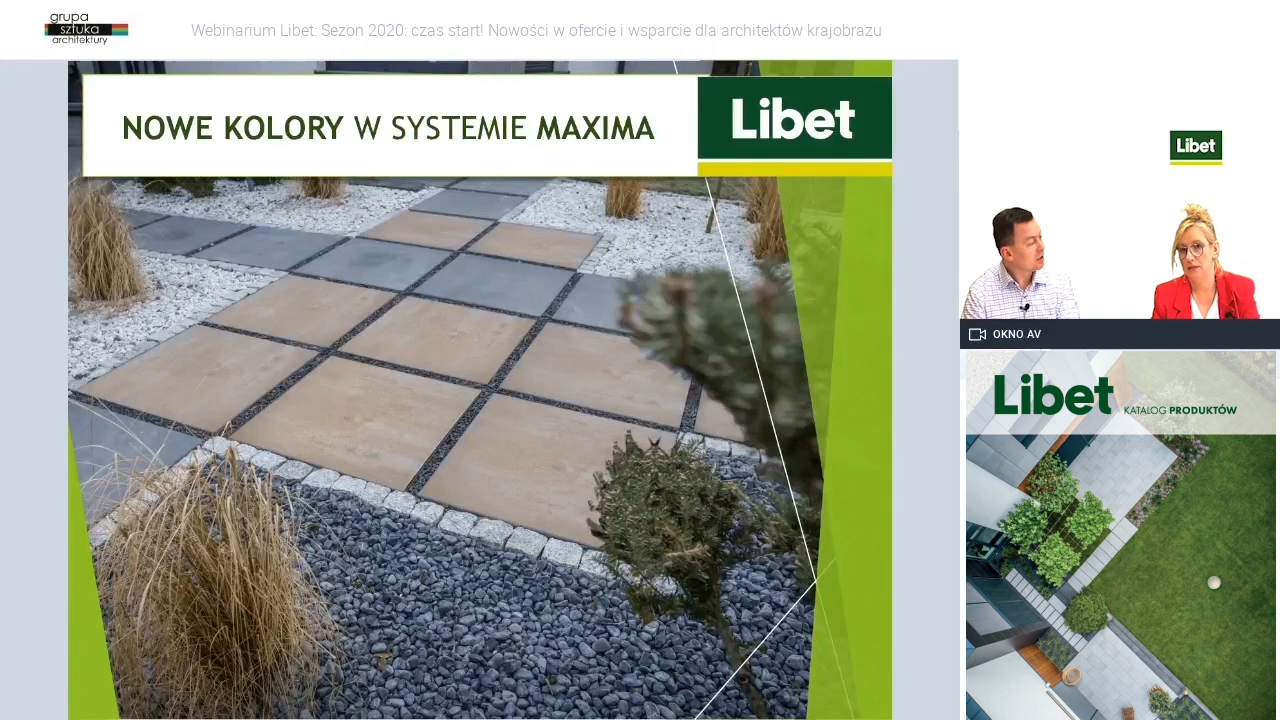 grupa
sztuka
architektury
Webinarium Libet: Sezon 2020: czas start! Nowości w ofercie i wsparcie dla architektów krajobrazu
NOWE KOLORY W SYSTEMIE MAXIMA
Libet
Libet
OKNO AV
Libet KATALOG PRODUKTÓW